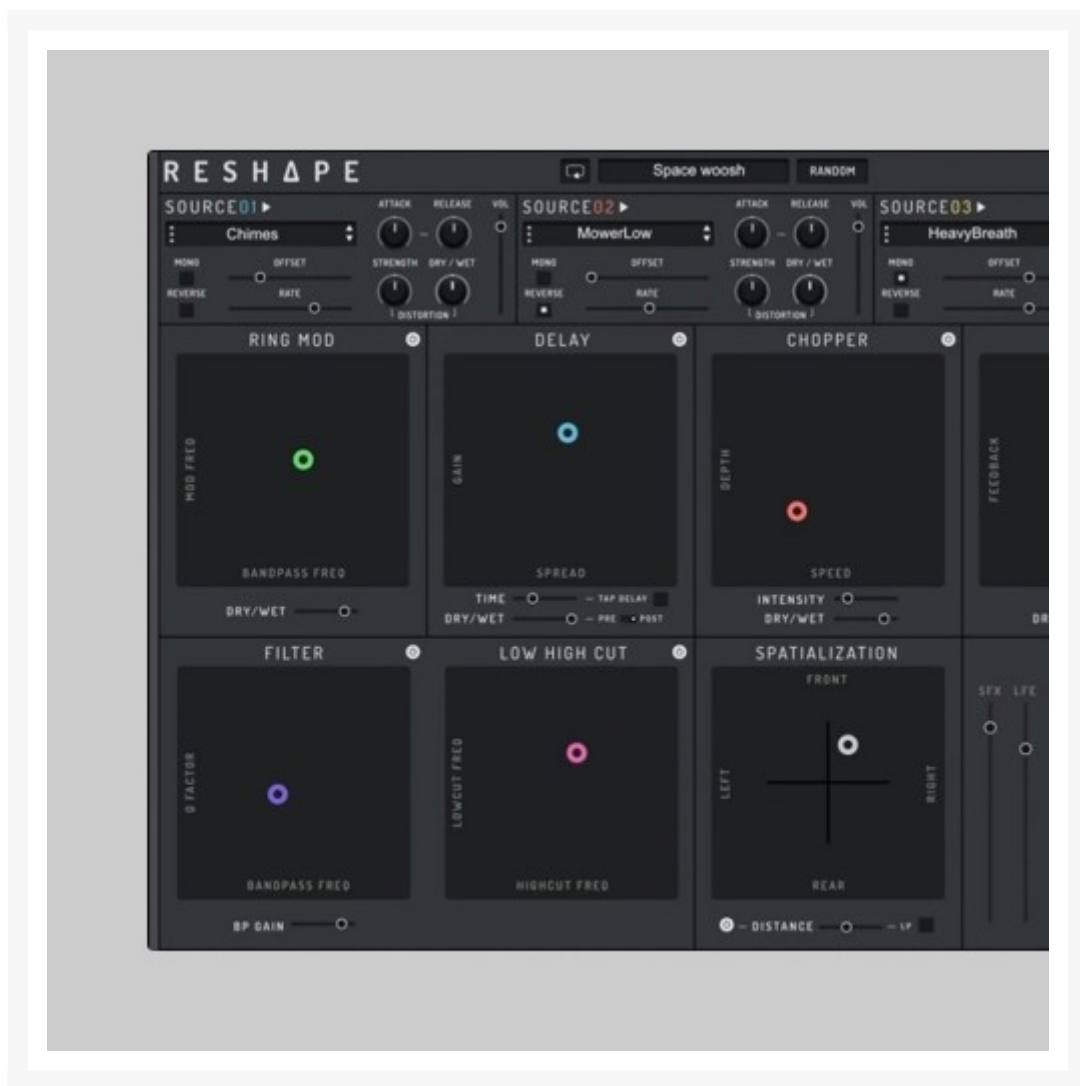 RESHAPE Space woosh RANDOM
SOURCE01 ATTACK RELEASE VOL SOURCE02 ATTACK RELEASE VOL SOURCE03
Chimes MowerLow HeavyBreath
MONO OFFSET STRENGTH DRY/WET MONO OFFSET STRENGTH DRY/WET MONO OFFSET
REVERSE RATE REVERSE RATE REVERSE RATE
DISTORTION DISTORTION
RING MOD DELAY CHOPPER
MOD FREQ GAIN DEPTH FEEDBACK
BANDPASS FREQ SPREAD SPEED
DRY/WET TIME TAP DELAY INTENSITY
DRY/WET PRE POST DRY/WET DR
FILTER LOW HIGH CUT SPATIALIZATION
FRONT
SFX LFE
Q FACTOR LOWCUT FREQ LEFT RIGHT
BANDPASS FREQ HIGHCUT FREQ REAR
BP GAIN DISTANCE LP